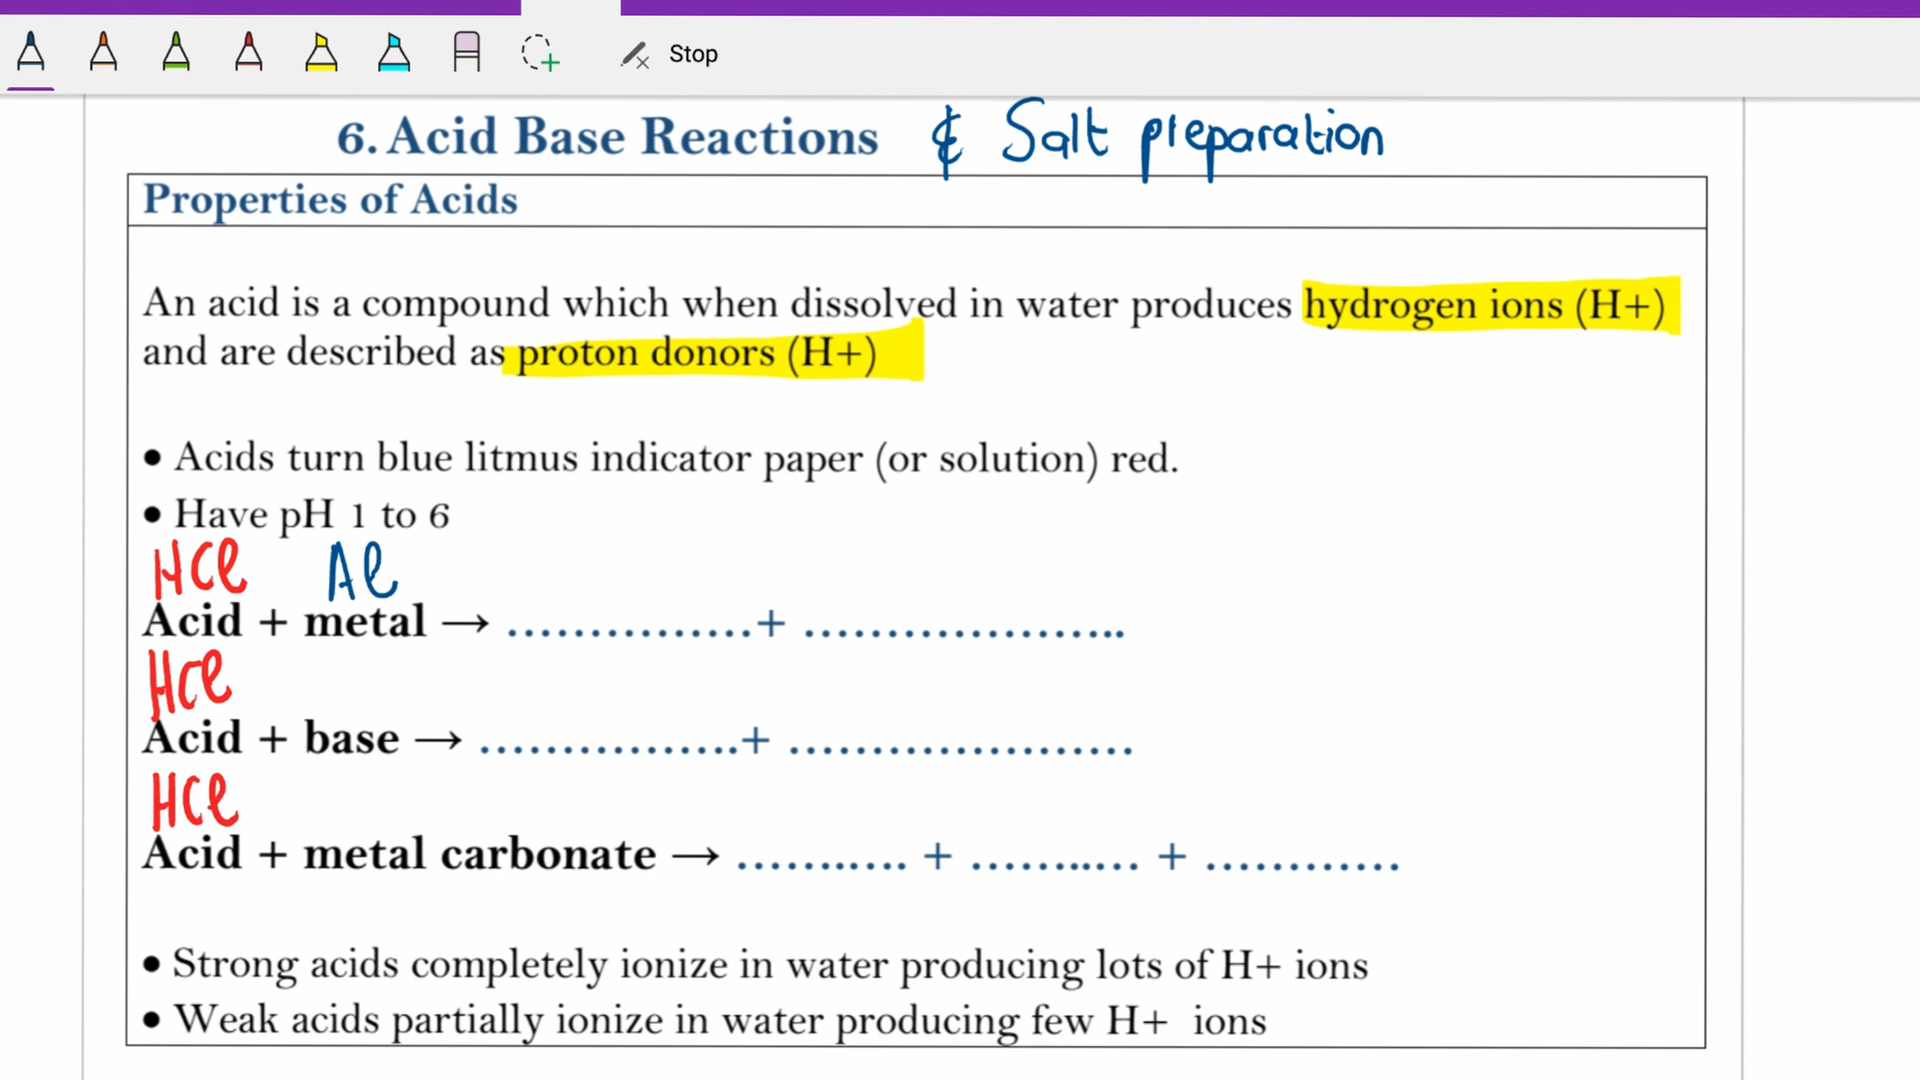 Stop
6. Acid Base Reactions & Salt preparation
Properties of Acids
An acid is a compound which when dissolved in water produces hydrogen ions (H+)
and are described as proton donors (H+)
• Acids turn blue litmus indicator paper (or solution) red.
• Have pH 1 to 6
HCl Al
Acid + metal → ...............+ ....................
HCl
Acid + base → ................+ .....................
HCl
Acid + metal carbonate → ........... + ........... + ............
• Strong acids completely ionize in water producing lots of H+ ions
• Weak acids partially ionize in water producing few H+ ions